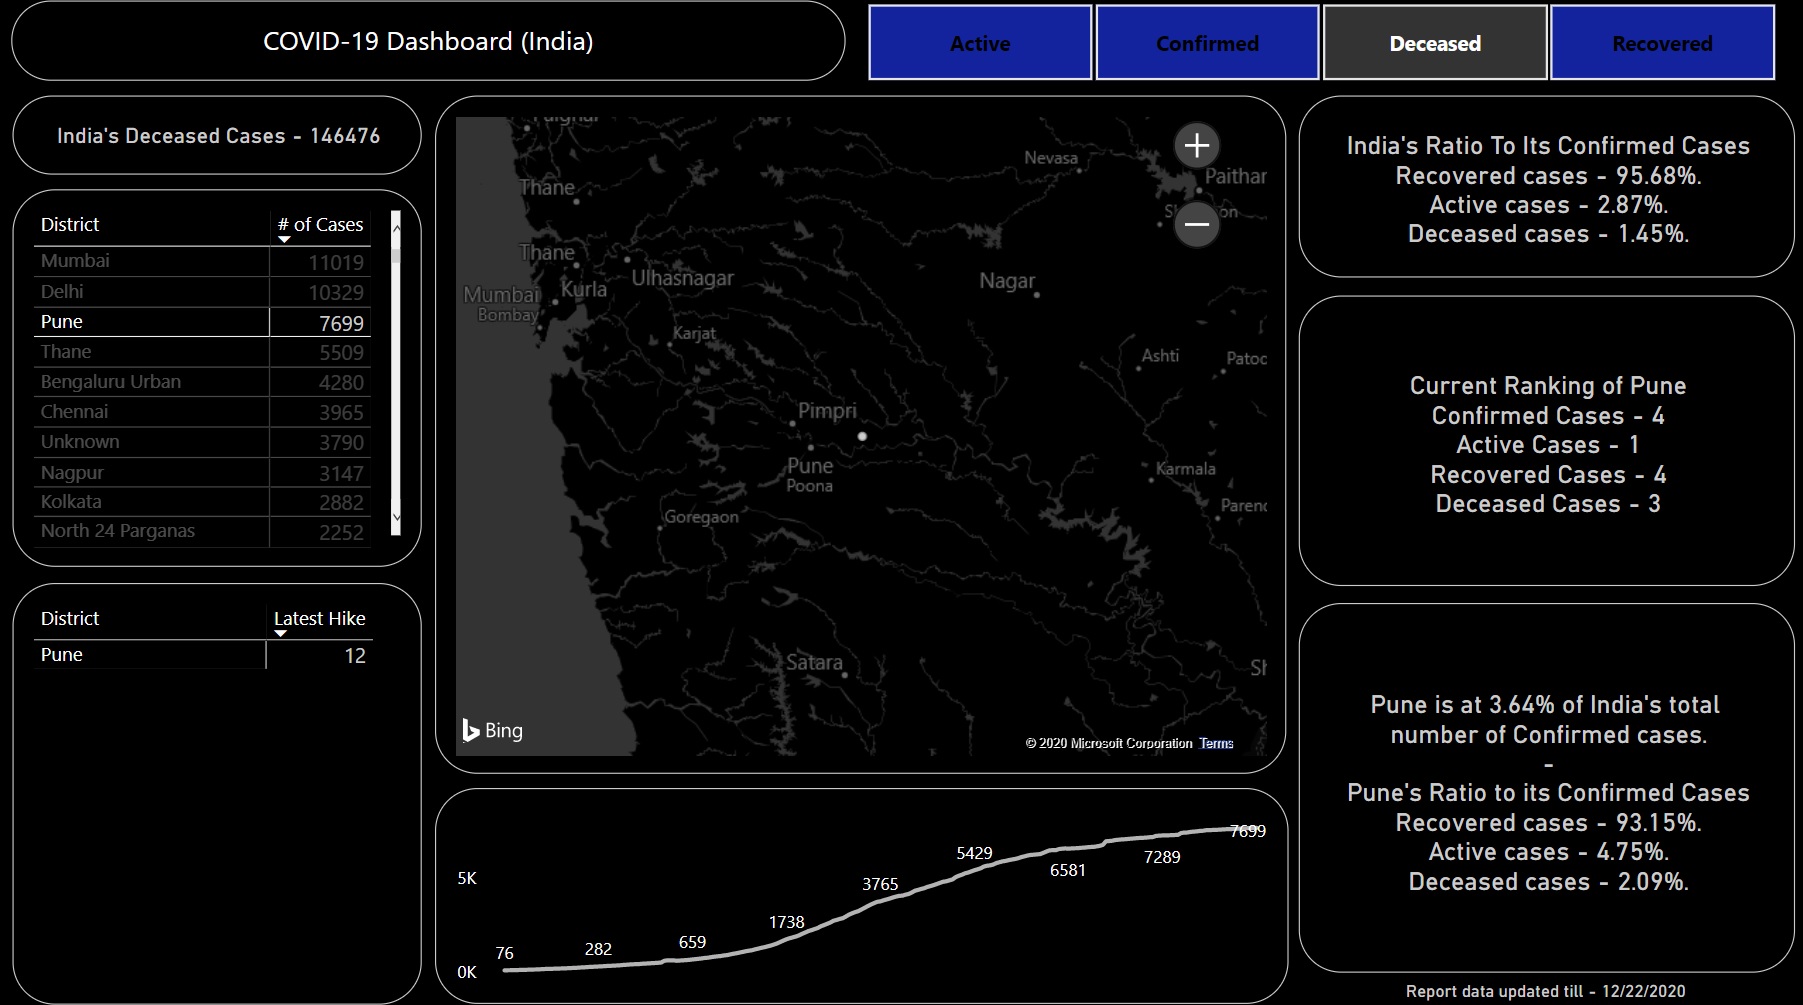 COVID-19 Dashboard (India)
Active
Confirmed
Deceased
Recovered
India's Deceased Cases - 146476
District # of Cases
Mumbai 11019
Delhi 10329
Pune 7699
Thane 5509
Bengaluru Urban 4280
Chennai 3965
Unknown 3790
Nagpur 3147
Kolkata 2882
North 24 Parganas 2252
District Latest Hike
Pune 12
Thane
Nevasa
Paithan
Thane
Ulhasnagar
Mumbai
Bombay
Kurla
Nagar
Karjat
Ashti
Patoc
Pimpri
Pune
Poona
Karmala
Goregaon
Parenc
Satara
Sh
Bing
© 2020 Microsoft Corporation Terms
5K
0K
76
282
659
1738
3765
5429
6581
7289
7699
India's Ratio To Its Confirmed Cases
Recovered cases - 95.68%.
Active cases - 2.87%.
Deceased cases - 1.45%.
Current Ranking of Pune
Confirmed Cases - 4
Active Cases - 1
Recovered Cases - 4
Deceased Cases - 3
Pune is at 3.64% of India's total
number of Confirmed cases.
-
Pune's Ratio to its Confirmed Cases
Recovered cases - 93.15%.
Active cases - 4.75%.
Deceased cases - 2.09%.
Report data updated till - 12/22/2020